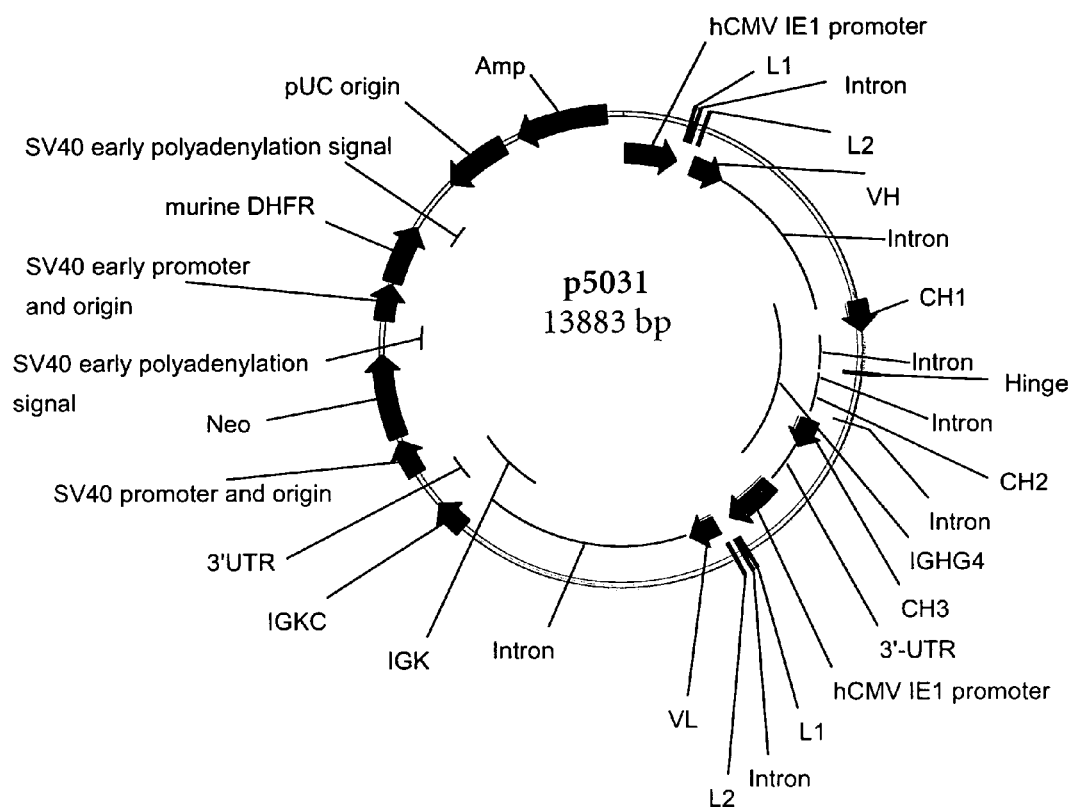 hCMV IE1 promoter
L1
Intron
L2
VH
Intron
CH1
Intron
Hinge
Intron
CH2
Intron
IGHG4
CH3
3'-UTR
hCMV IE1 promoter
L1
Intron
L2
VL
Intron
IGK
IGKC
3'UTR
SV40 promoter and origin
Neo
SV40 early polyadenylation
signal
SV40 early promoter
and origin
murine DHFR
SV40 early polyadenylation signal
pUC origin
Amp
p5031
13883 bp